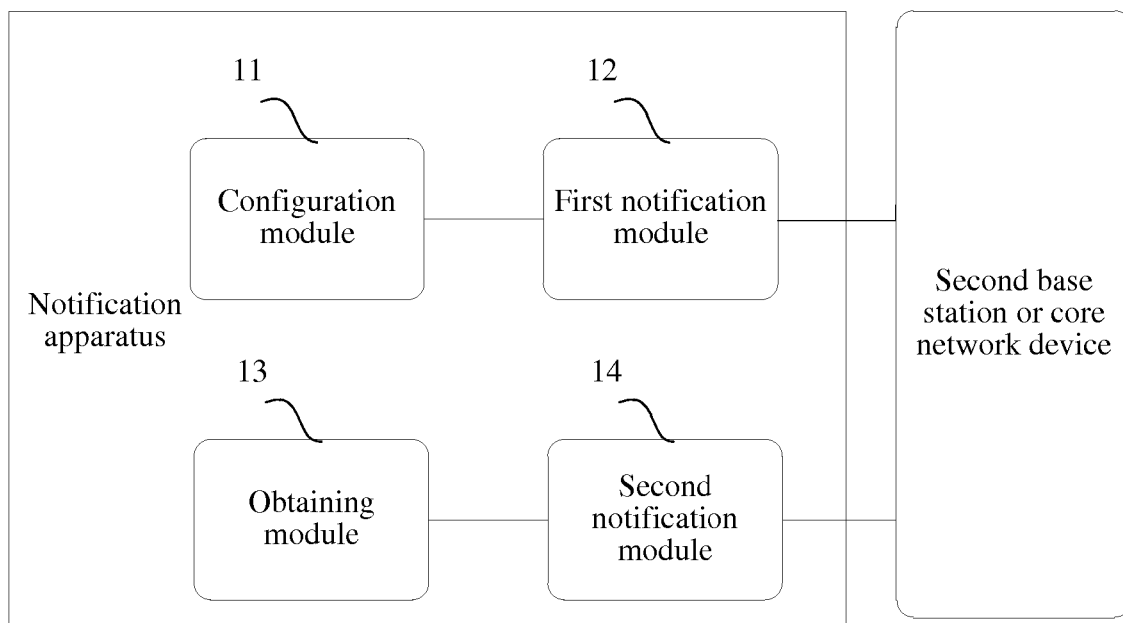 11
12
Configuration
module
First notification
module
Notification
apparatus
Second base
station or core
network device
13
14
Obtaining
module
Second
notification
module